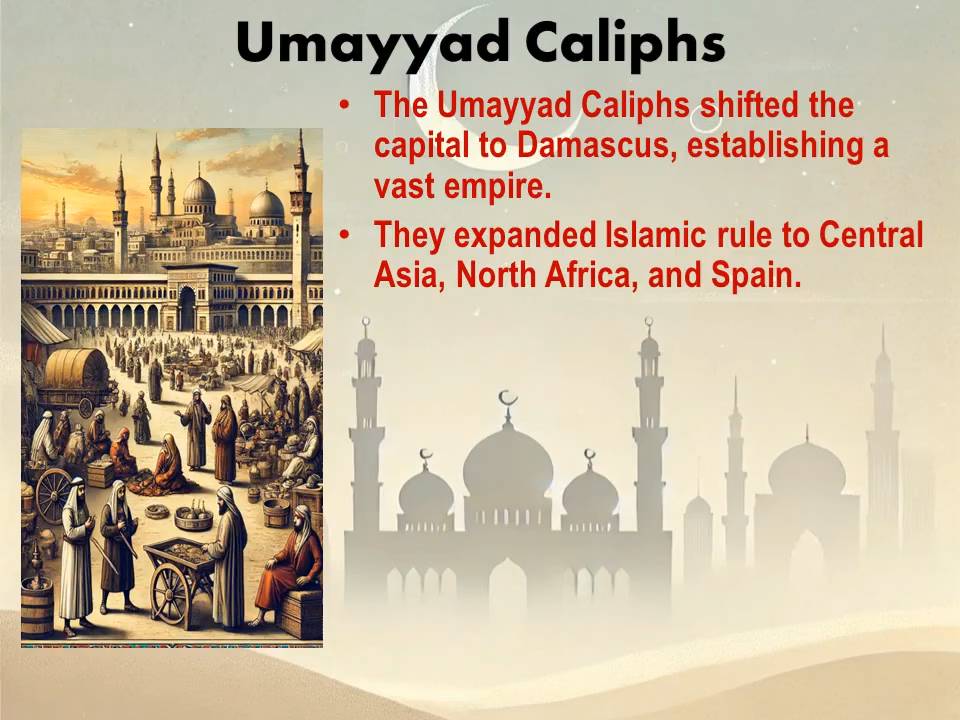 Umayyad Caliphs
• The Umayyad Caliphs shifted the
capital to Damascus, establishing a
vast empire.
• They expanded Islamic rule to Central
Asia, North Africa, and Spain.